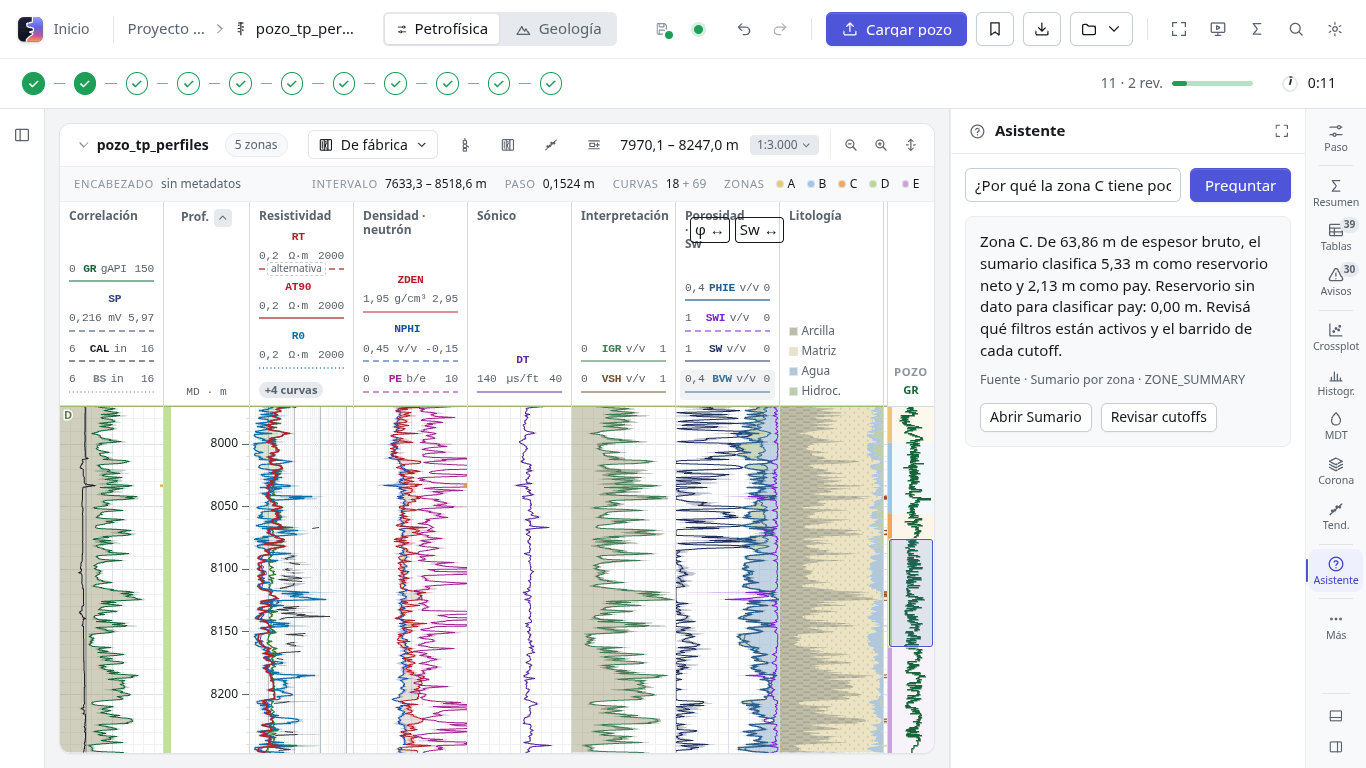 Inicio
Proyecto ...
pozo_tp_per...
Petrofísica
Geología
Cargar pozo
11 · 2 rev.
0:11
pozo_tp_perfiles
5 zonas
De fábrica
7970,1 – 8247,0 m
1:3.000
ENCABEZADO sin metadatos
INTERVALO 7633,3 – 8518,6 m
PASO 0,1524 m
CURVAS 18 + 69
ZONAS A B C D E
Correlación
0 GR gAPI 150
SP
0,216 mV 5,97
6 CAL in 16
6 BS in 16
Prof.
MD · m
Resistividad
RT
0,2 Ω·m 2000
alternativa
AT90
0,2 Ω·m 2000
R0
0,2 Ω·m 2000
+4 curvas
Densidad ·
neutrón
ZDEN
1,95 g/cm³ 2,95
NPHI
0,45 v/v -0,15
0 PE b/e 10
Sónico
DT
140 µs/ft 40
Interpretación
0 IGR v/v 1
0 VSH v/v 1
Porosidad
· Sw
φ ↔
Sw ↔
0,4 PHIE v/v 0
1 SWI v/v 0
1 SW v/v 0
0,4 BVW v/v 0
Litología
Arcilla
Matriz
Agua
Hidroc.
POZO
GR
D
8000
8050
8100
8150
8200
Asistente
¿Por qué la zona C tiene poc
Preguntar
Zona C. De 63,86 m de espesor bruto, el
sumario clasifica 5,33 m como reservorio
neto y 2,13 m como pay. Reservorio sin
dato para clasificar pay: 0,00 m. Revisá
qué filtros están activos y el barrido de
cada cutoff.
Fuente · Sumario por zona · ZONE_SUMMARY
Abrir Sumario
Revisar cutoffs
Paso
Resumen
39
Tablas
30
Avisos
Crossplot
Histogr.
MDT
Corona
Tend.
Asistente
Más